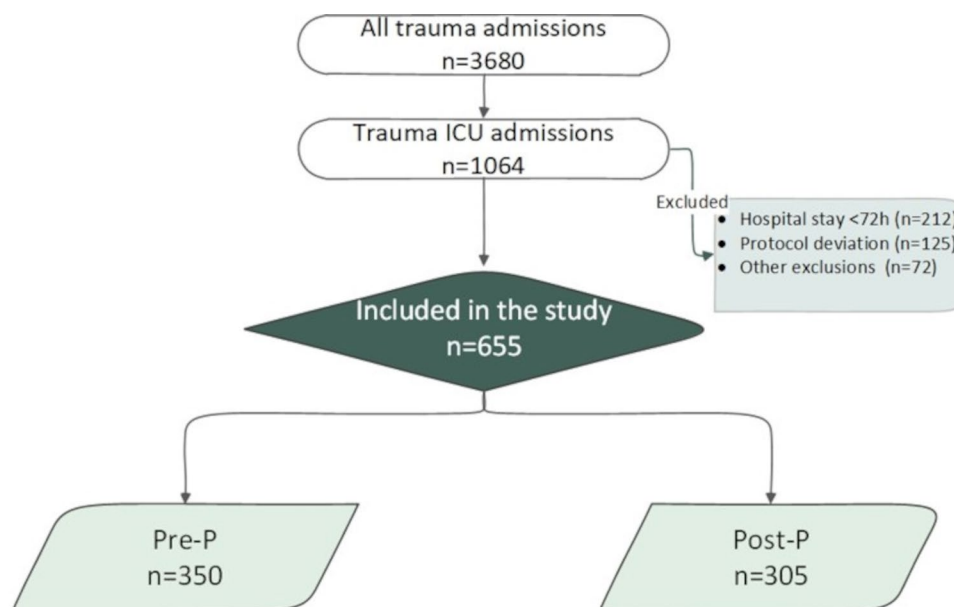 All trauma admissions
n=3680
Trauma ICU admissions
n=1064
Excluded
• Hospital stay <72h (n=212)
• Protocol deviation (n=125)
• Other exclusions (n=72)
Included in the study
n=655
Pre-P
n=350
Post-P
n=305